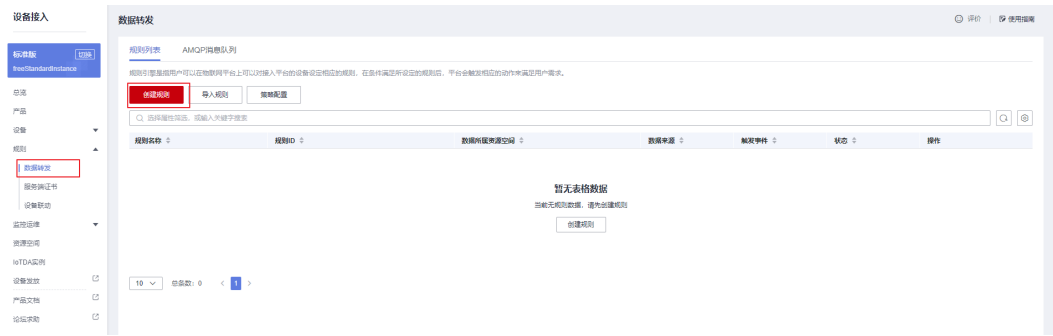 设备接入
数据转发
评价
使用指南
标准版
切换
freeStandardInstance
总览
产品
设备
规则
数据转发
服务端证书
设备联动
监控运维
资源空间
IoTDA实例
设备发放
产品文档
论坛求助
规则列表 AMQP消息队列
规则引擎是指用户可以在物联网平台上可以对接入平台的设备设定相应的规则，在条件满足所设定的规则后，平台会触发相应的动作来满足用户需求。
创建规则 导入规则 策略配置
选择属性筛选，或输入关键字搜索
规则名称 规则ID 数据所属资源空间 数据来源 触发事件 状态 操作
暂无表格数据
当前无规则数据，请先创建规则
创建规则
10 总条数：0 < 1 >